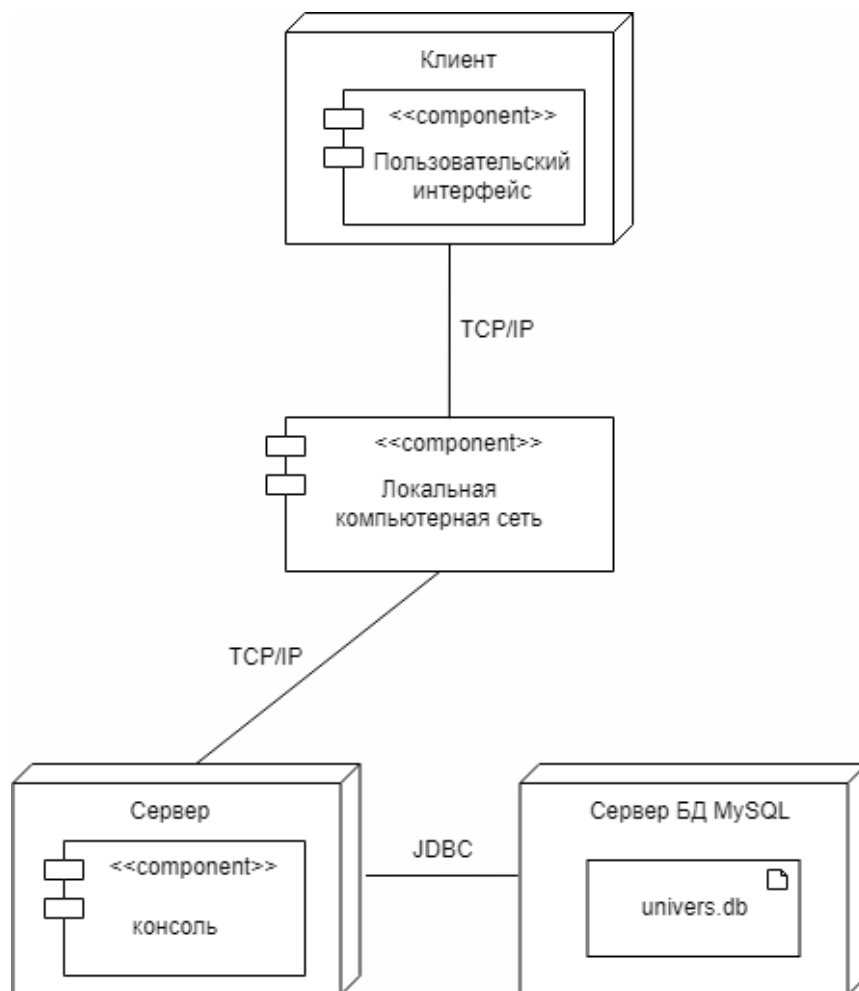 Клиент
<<component>>
Пользовательский
интерфейс
TCP/IP
<<component>>
Локальная
компьютерная сеть
TCP/IP
Сервер
<<component>>
консоль
JDBC
Сервер БД MySQL
univers.db